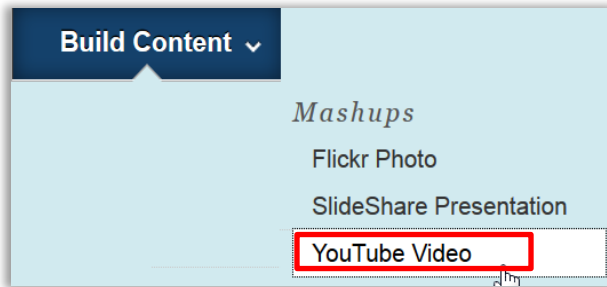 Build Content
Mashups
Flickr Photo
SlideShare Presentation
YouTube Video